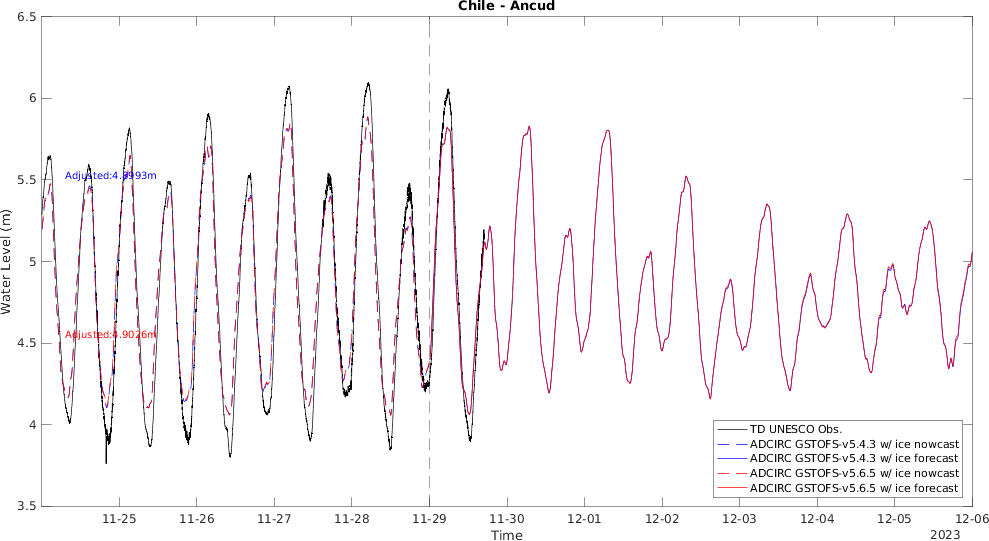 Chile - Ancud
6.5
6
5.5
5
4.5
4
3.5
Water Level (m)
Adjusted:4.8993m
Adjusted:4.9026m
TD UNESCO Obs.
ADCIRC GSTOFS-v5.4.3 w/ ice nowcast
ADCIRC GSTOFS-v5.4.3 w/ ice forecast
ADCIRC GSTOFS-v5.6.5 w/ ice nowcast
ADCIRC GSTOFS-v5.6.5 w/ ice forecast
11-25 11-26 11-27 11-28 11-29 11-30 12-01 12-02 12-03 12-04 12-05 12-06
Time
2023